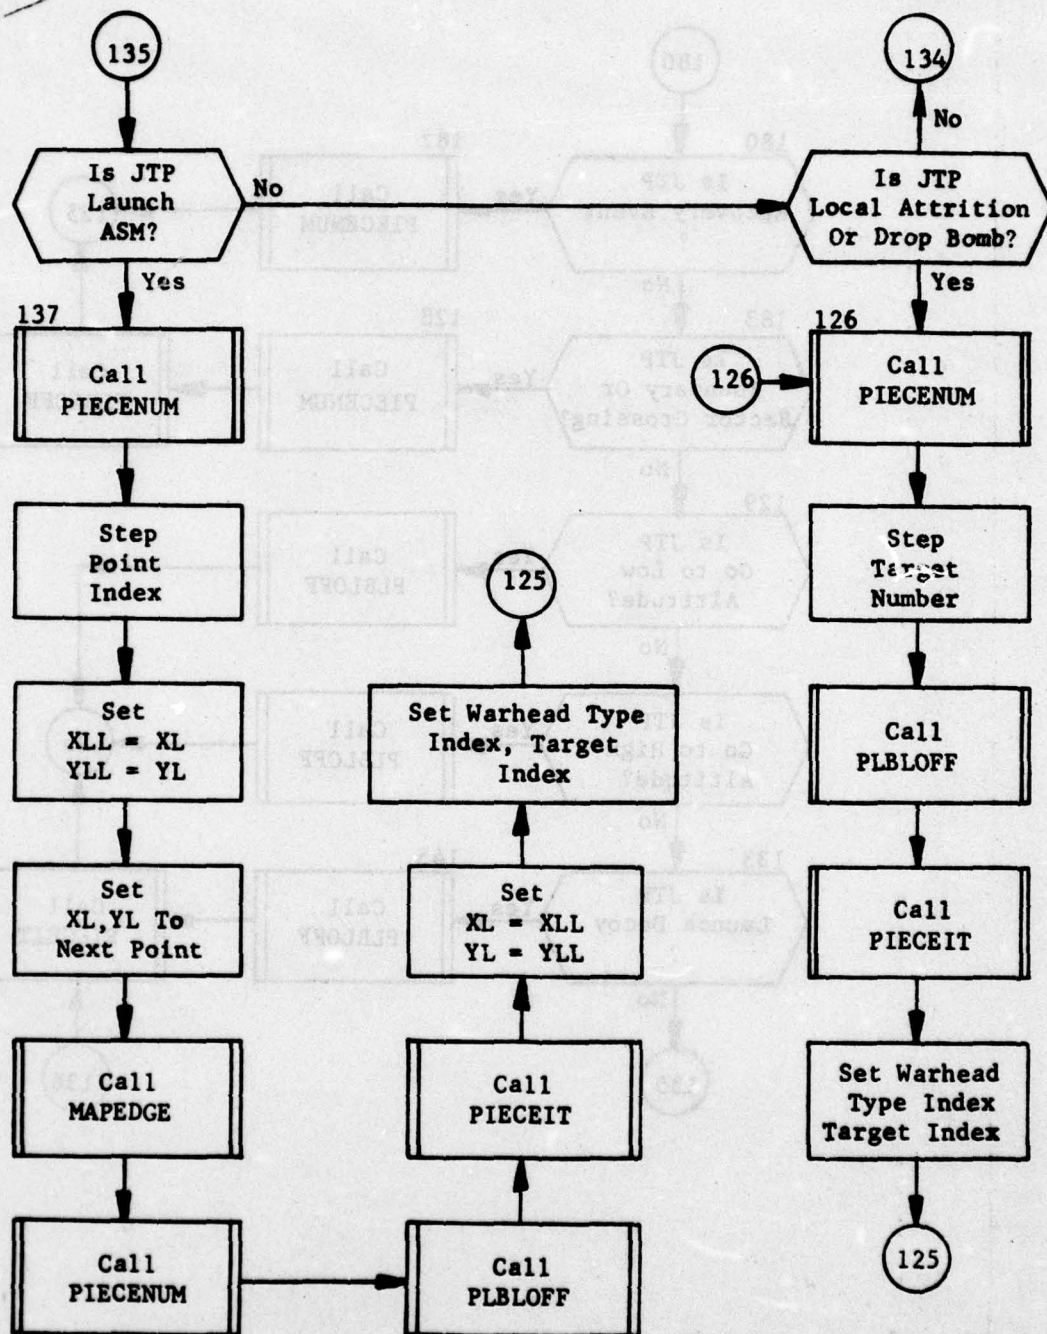 135
Is JTP
Launch
ASM?
No
Yes
137
Call
PIECENUM
Step
Point
Index
Set
XLL = XL
YLL = YL
Set
XL,YL To
Next Point
Call
MAPEDGE
Call
PIECENUM
Call
PLBLOFF
Call
PIECEIT
Set
XL = XLL
YL = YLL
Set Warhead Type
Index, Target
Index
125
134
No
Is JTP
Local Attrition
Or Drop Bomb?
Yes
126
126
Call
PIECENUM
Step
Target
Number
Call
PLBLOFF
Call
PIECEIT
Set Warhead
Type Index
Target Index
125